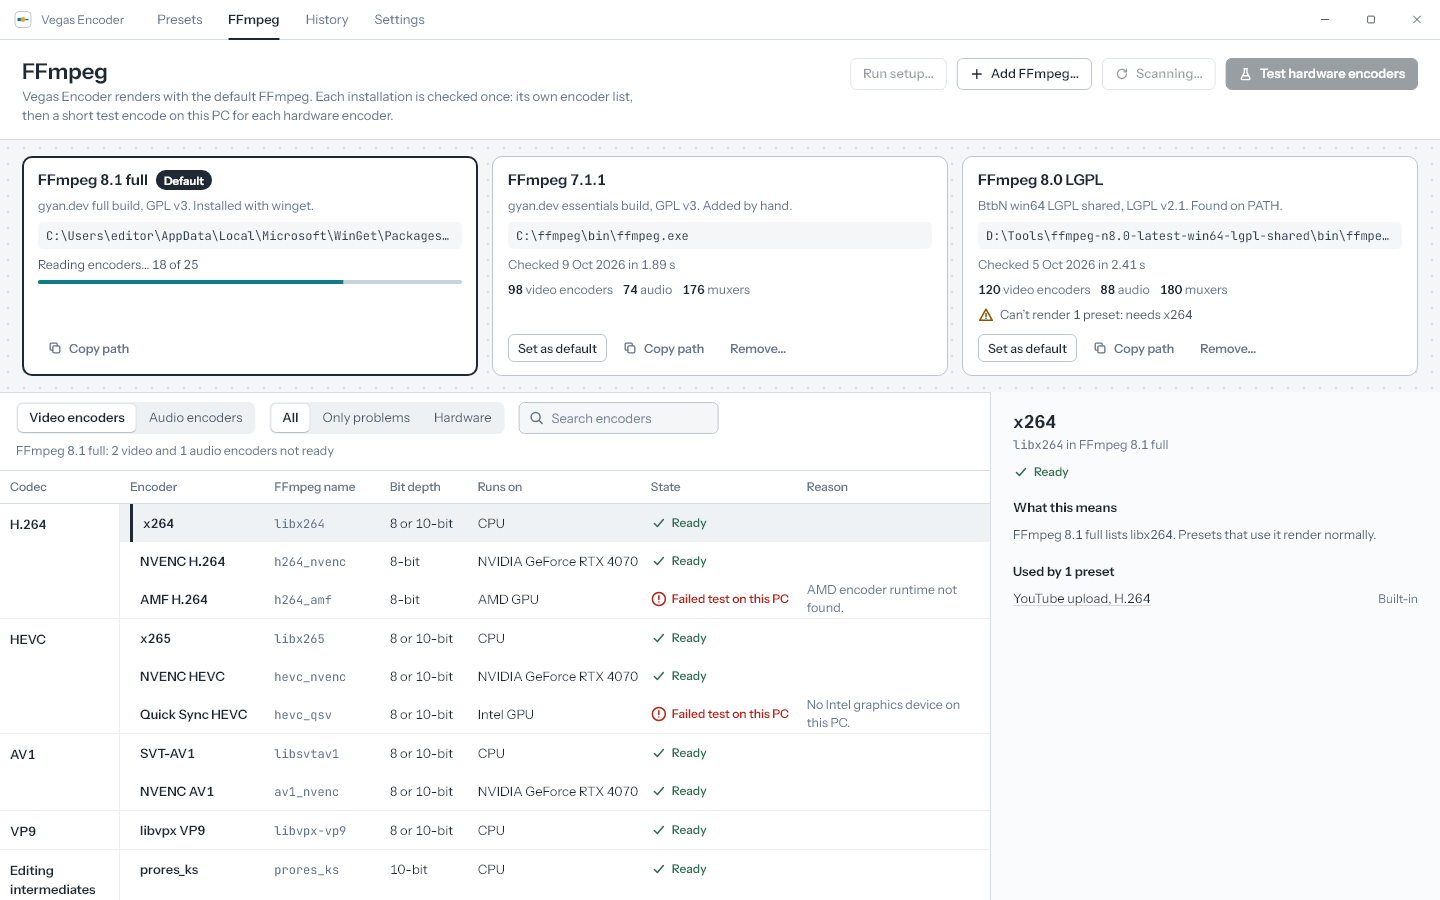 Vegas Encoder
Presets
FFmpeg
History
Settings
FFmpeg
Vegas Encoder renders with the default FFmpeg. Each installation is checked once: its own encoder list,
then a short test encode on this PC for each hardware encoder.
Run setup...
Add FFmpeg...
Scanning...
Test hardware encoders
FFmpeg 8.1 full
Default
gyan.dev full build, GPL v3. Installed with winget.
C:\Users\editor\AppData\Local\Microsoft\WinGet\Packages…
Reading encoders... 18 of 25
Copy path
FFmpeg 7.1.1
gyan.dev essentials build, GPL v3. Added by hand.
C:\ffmpeg\bin\ffmpeg.exe
Checked 9 Oct 2026 in 1.89 s
98 video encoders 74 audio 176 muxers
Set as default
Copy path
Remove...
FFmpeg 8.0 LGPL
BtbN win64 LGPL shared, LGPL v2.1. Found on PATH.
D:\Tools\ffmpeg-n8.0-latest-win64-lgpl-shared\bin\ffmpe…
Checked 5 Oct 2026 in 2.41 s
120 video encoders 88 audio 180 muxers
Can't render 1 preset: needs x264
Set as default
Copy path
Remove...
Video encoders
Audio encoders
All
Only problems
Hardware
Search encoders
FFmpeg 8.1 full: 2 video and 1 audio encoders not ready
Codec Encoder FFmpeg name Bit depth Runs on State Reason
H.264 x264 libx264 8 or 10-bit CPU Ready
NVENC H.264 h264_nvenc 8-bit NVIDIA GeForce RTX 4070 Ready
AMF H.264 h264_amf 8-bit AMD GPU Failed test on this PC AMD encoder runtime not
found.
HEVC x265 libx265 8 or 10-bit CPU Ready
NVENC HEVC hevc_nvenc 8 or 10-bit NVIDIA GeForce RTX 4070 Ready
Quick Sync HEVC hevc_qsv 8 or 10-bit Intel GPU Failed test on this PC No Intel graphics device on
this PC.
AV1 SVT-AV1 libsvtav1 8 or 10-bit CPU Ready
NVENC AV1 av1_nvenc 8 or 10-bit NVIDIA GeForce RTX 4070 Ready
VP9 libvpx VP9 libvpx-vp9 8 or 10-bit CPU Ready
Editing prores_ks prores_ks 10-bit CPU Ready
intermediates
x264
libx264 in FFmpeg 8.1 full
Ready
What this means
FFmpeg 8.1 full lists libx264. Presets that use it render normally.
Used by 1 preset
YouTube upload, H.264 Built-in